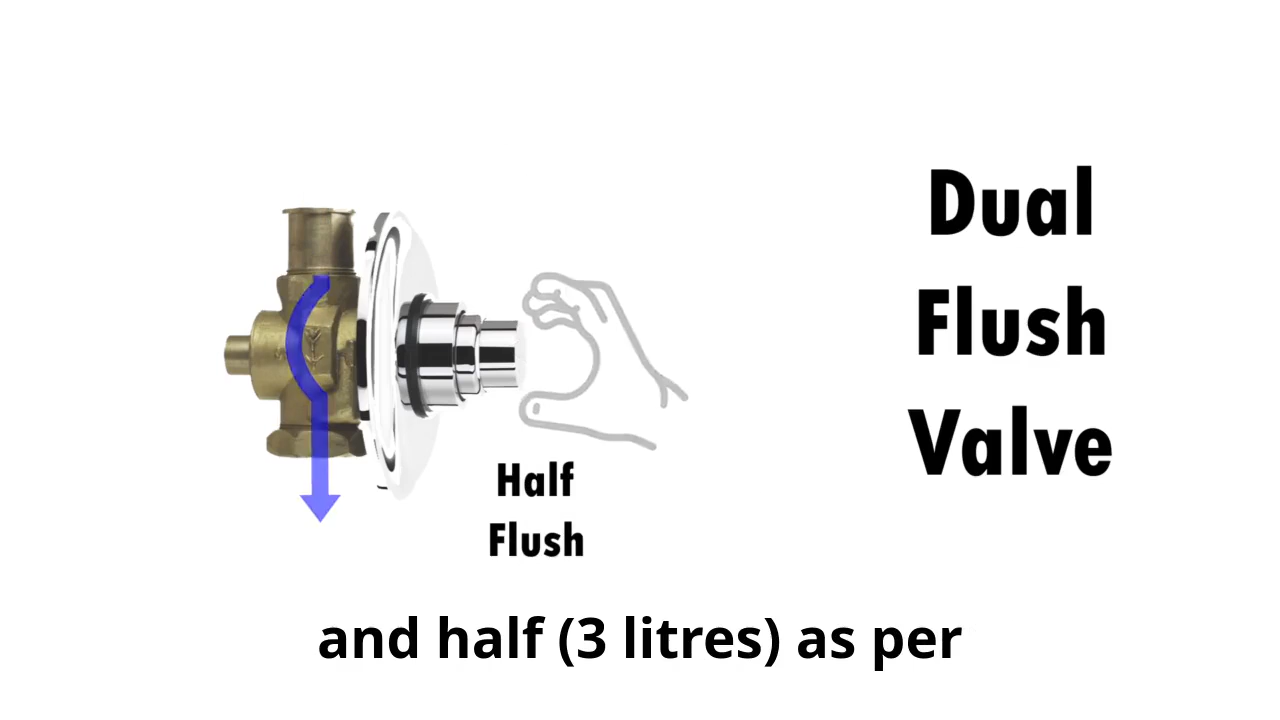 Dual
Flush
Valve
Half
Flush
and half (3 litres) as per